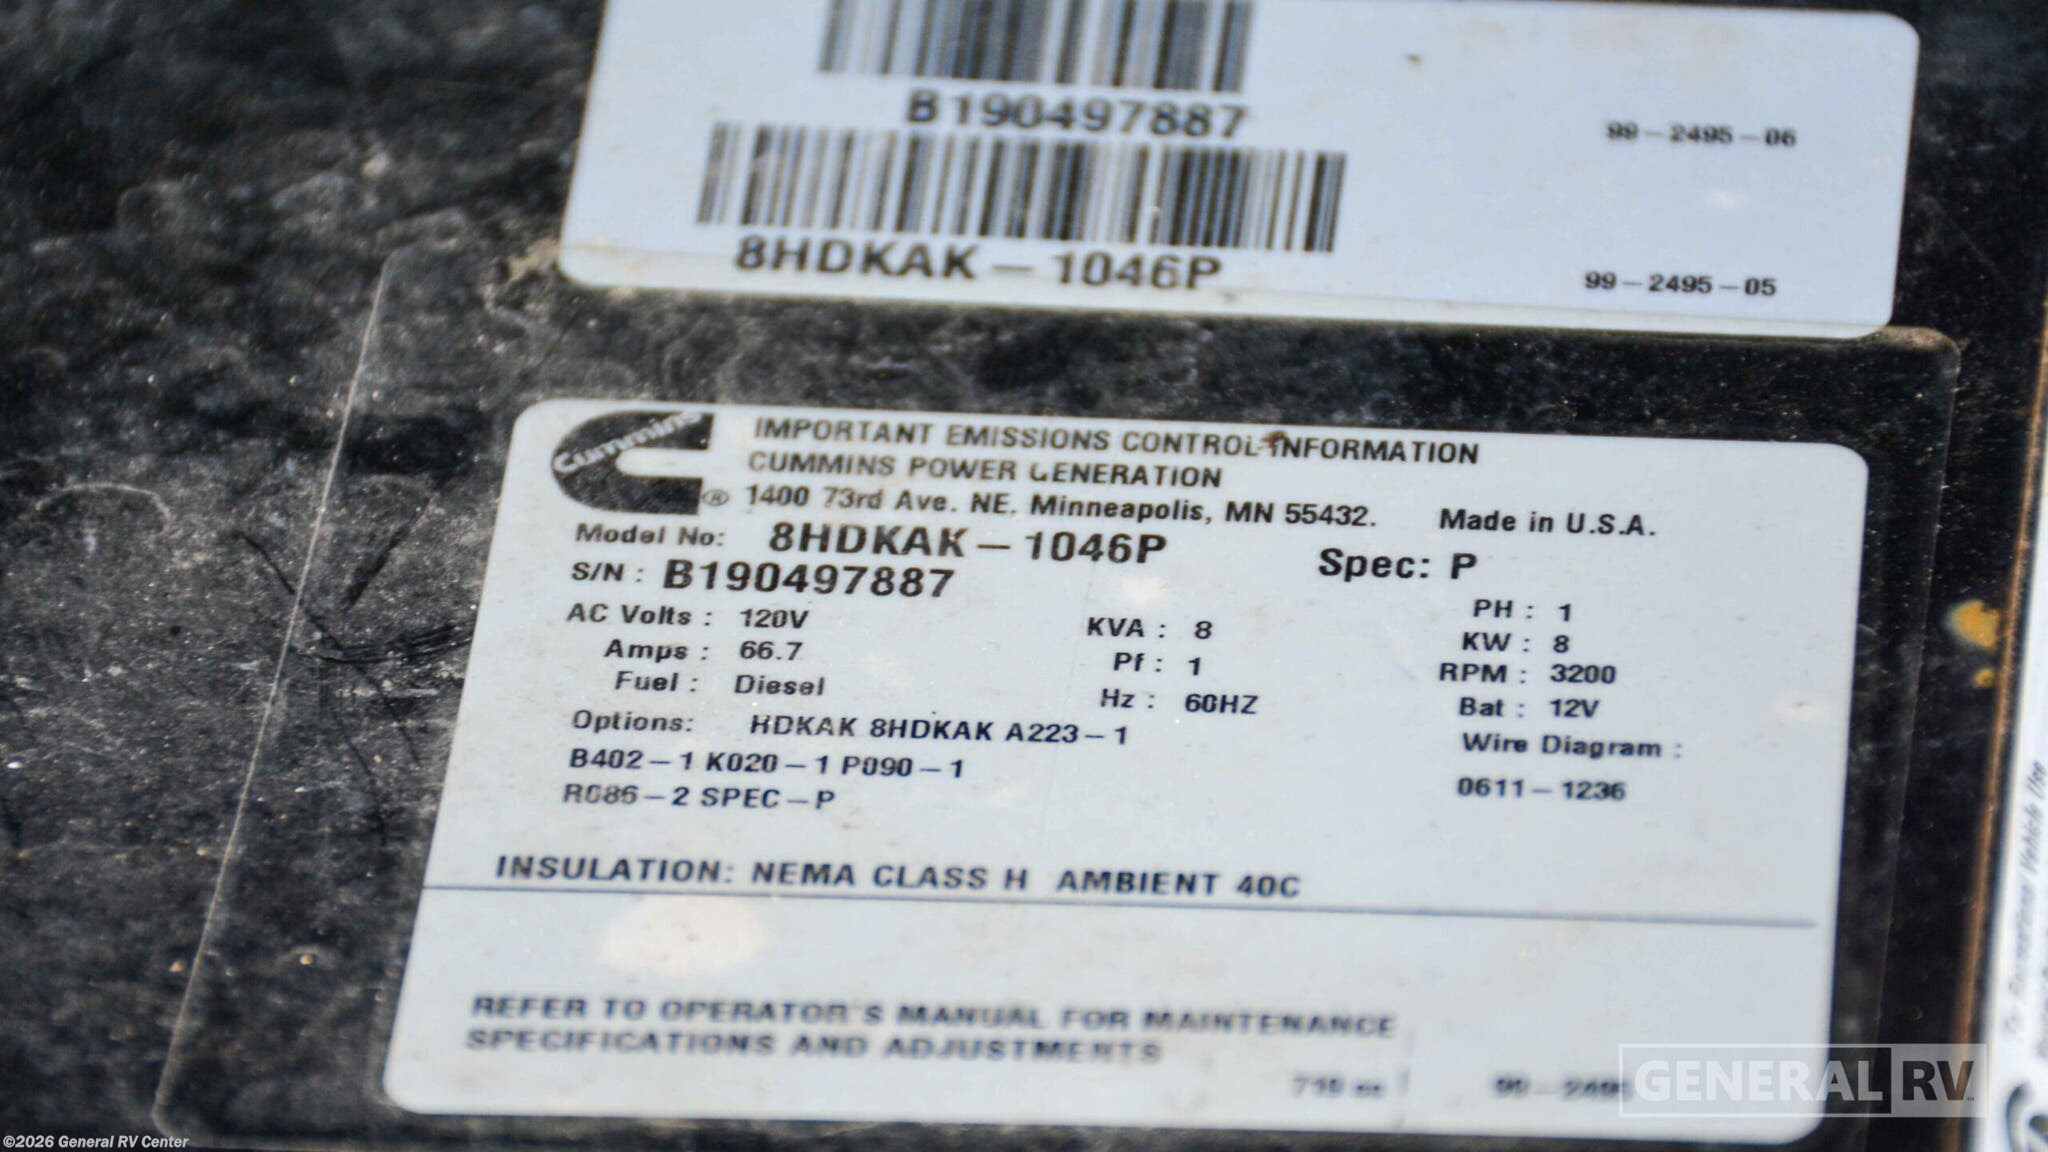 B190497887
99-2495-06
8HDKAK-1046P
99-2495-05
Cummins ®
IMPORTANT EMISSIONS CONTROL INFORMATION
CUMMINS POWER GENERATION
1400 73rd Ave. NE. Minneapolis, MN 55432. Made in U.S.A.
Model No: 8HDKAK-1046P Spec: P
S/N: B190497887
AC Volts: 120V KVA: 8 PH: 1
Amps: 66.7 Pf: 1 KW: 8
Fuel: Diesel Hz: 60HZ RPM: 3200
Options: HDKAK 8HDKAK A223-1 Bat: 12V
B402-1 K020-1 P090-1 Wire Diagram:
R086-2 SPEC-P 0611-1236
INSULATION: NEMA CLASS H AMBIENT 40C
REFER TO OPERATOR'S MANUAL FOR MAINTENANCE
SPECIFICATIONS AND ADJUSTMENTS
719 cc
GENERAL RV
©2026 General RV Center